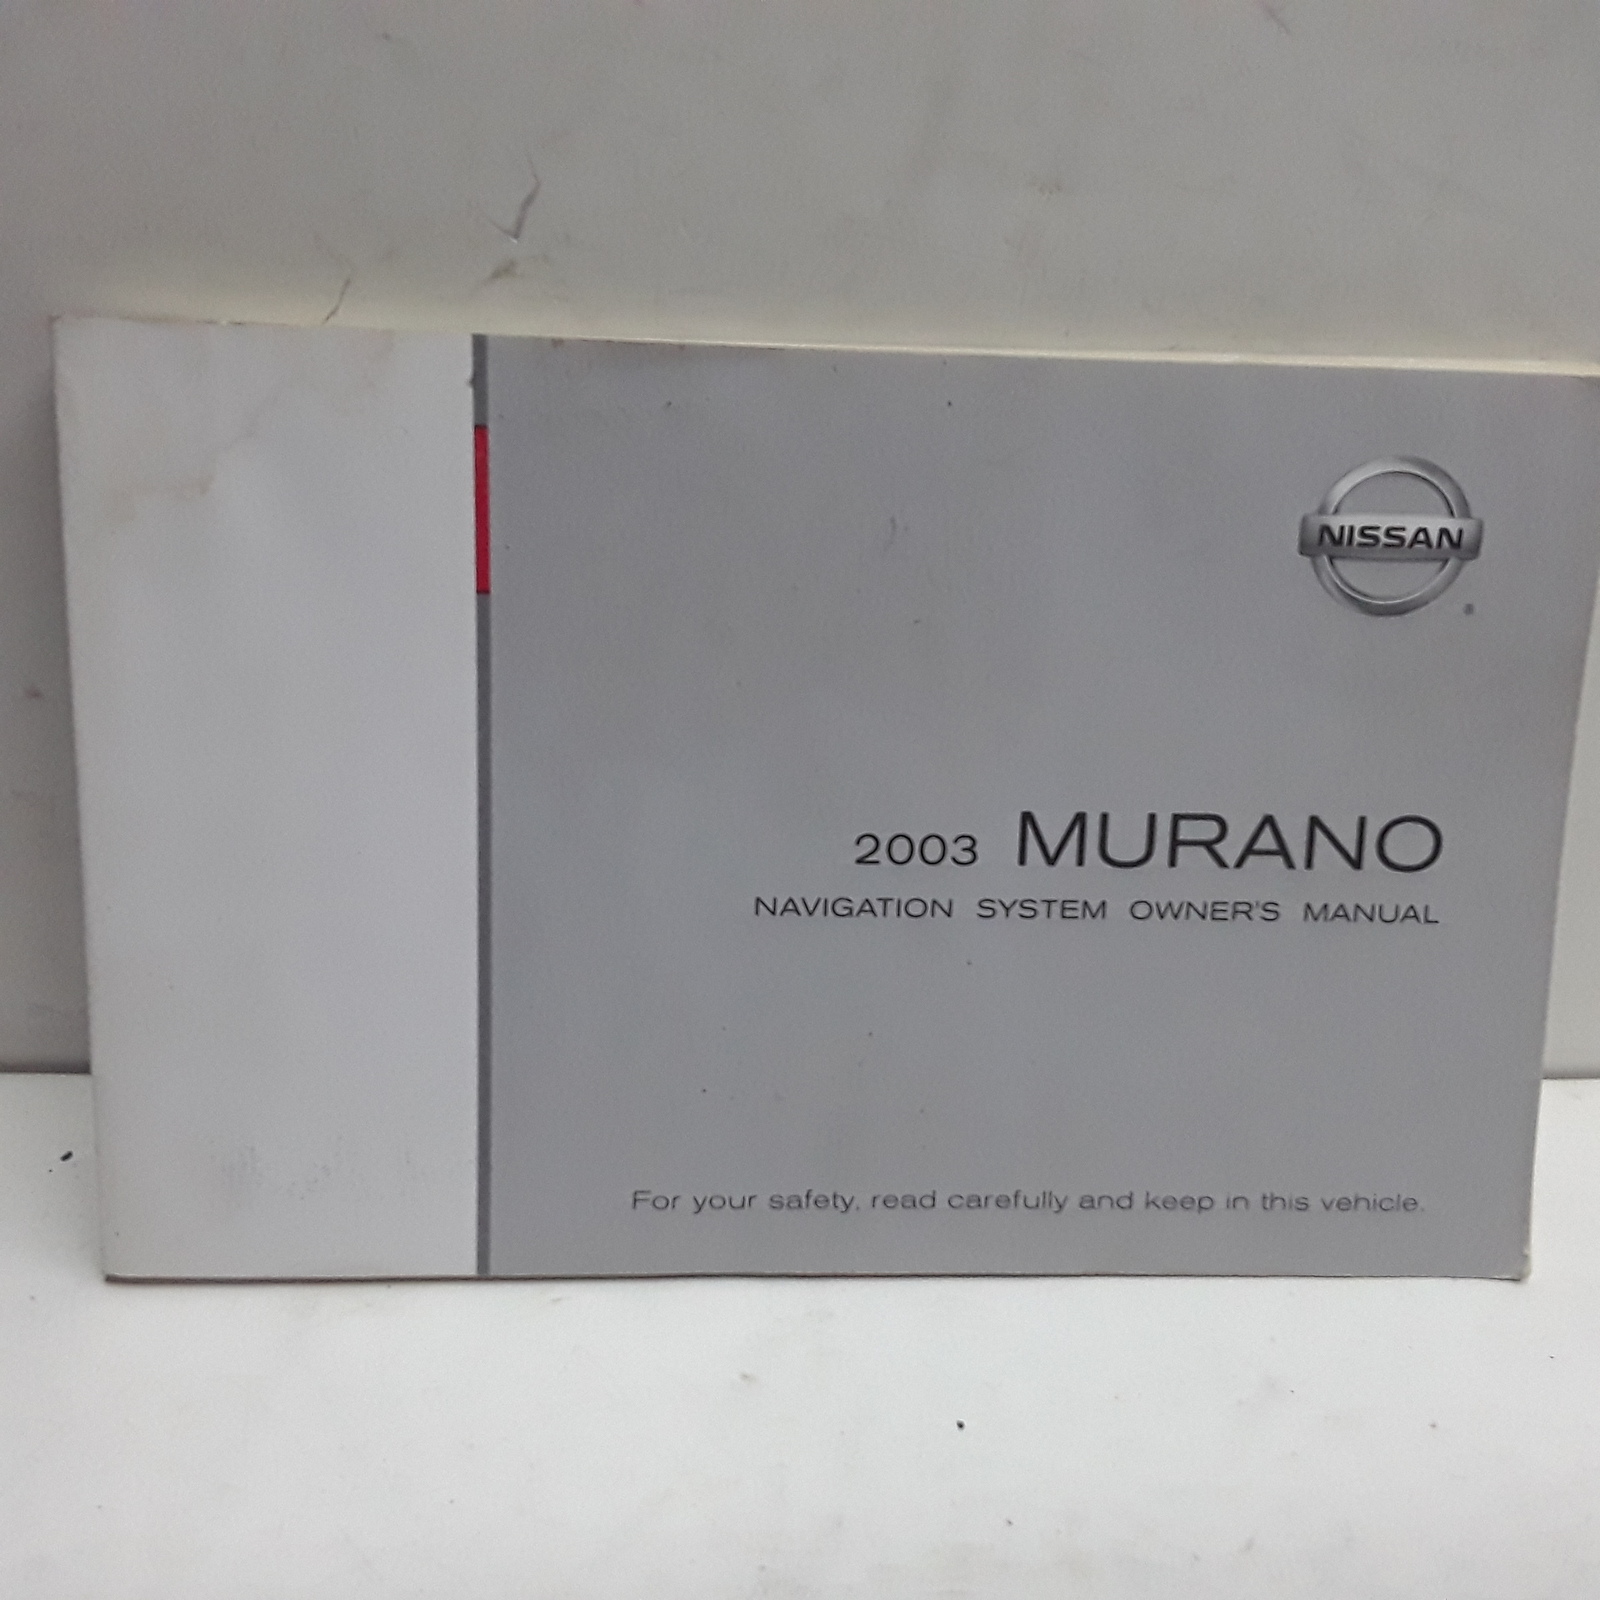 NISSAN
2003 MURANO
NAVIGATION SYSTEM OWNER'S MANUAL
For your safety, read carefully and keep in this vehicle.